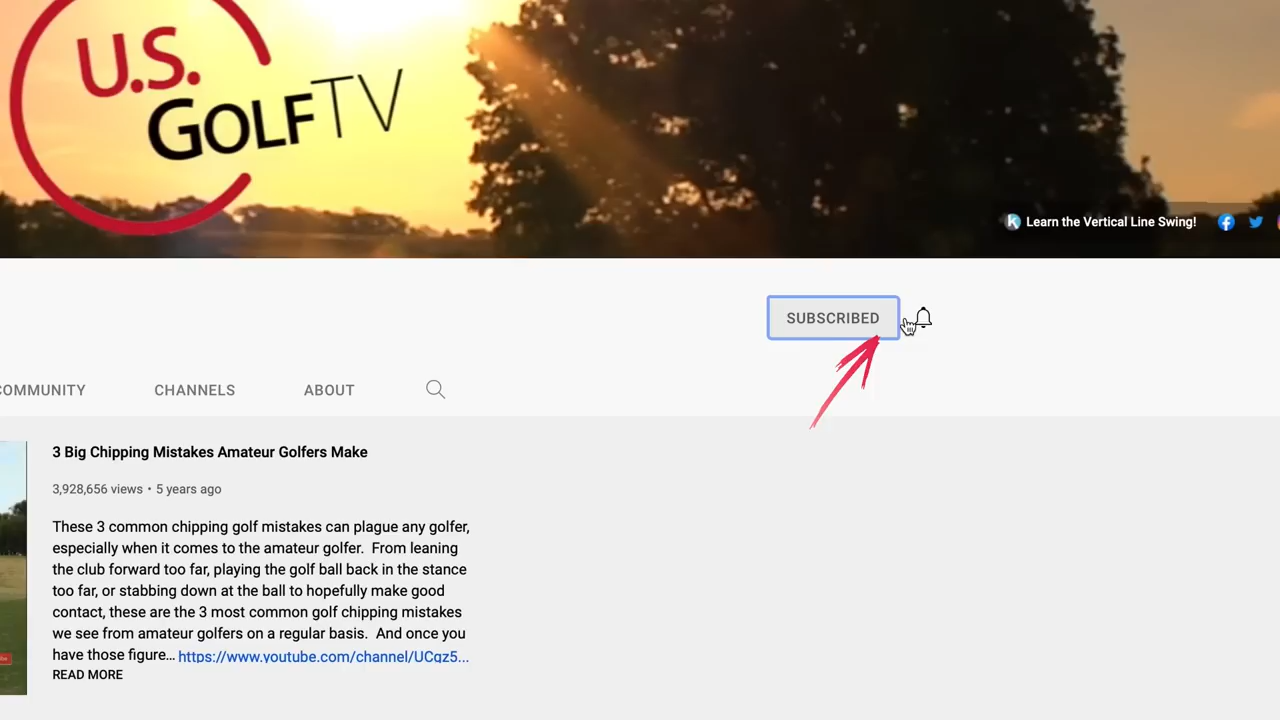 U.S.
GOLFTV
Learn the Vertical Line Swing!
SUBSCRIBED
COMMUNITY CHANNELS ABOUT
3 Big Chipping Mistakes Amateur Golfers Make
3,928,656 views • 5 years ago
These 3 common chipping golf mistakes can plague any golfer,
especially when it comes to the amateur golfer. From leaning
the club forward too far, playing the golf ball back in the stance
too far, or stabbing down at the ball to hopefully make good
contact, these are the 3 most common golf chipping mistakes
we see from amateur golfers on a regular basis. And once you
have those figure... https://www.youtube.com/channel/UCqz5...
READ MORE